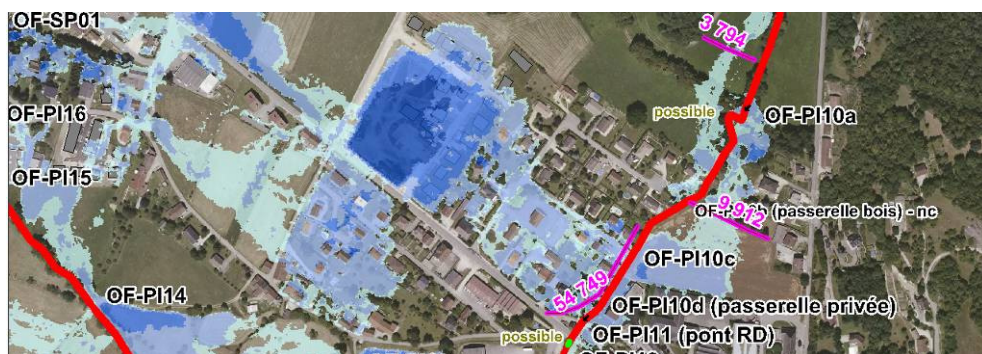 OF-SP01
3 794
possible
OF-PI10a
OF-PI16
OF-PI15
9 912
(passerelle bois) - nc
OF-PI10c
54 749
OF-PI14
OF-PI10d (passerelle privée)
possible
OF-PI11 (pont RD)